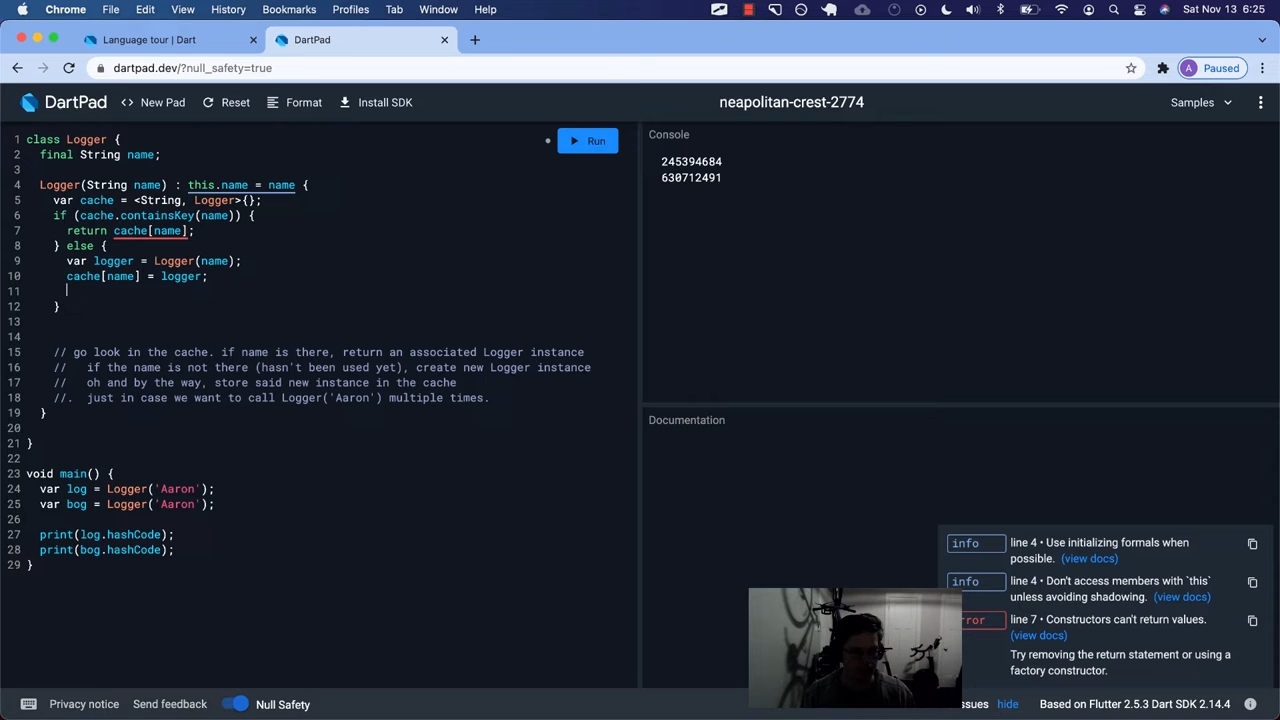 Chrome File Edit View History Bookmarks Profiles Tab Window Help Sat Nov 13 6:25
Language tour | Dart DartPad
dartpad.dev/?null_safety=true A Paused
DartPad New Pad Reset Format Install SDK neapolitan-crest-2774 Samples
Run
1 class Logger {
2 final String name;
3
4 Logger(String name) : this.name = name {
5 var cache = <String, Logger>{};
6 if (cache.containsKey(name)) {
7 return cache[name];
8 } else {
9 var logger = Logger(name);
10 cache[name] = logger;
11
12 }
13
14
15 // go look in the cache. if name is there, return an associated Logger instance
16 // if the name is not there (hasn't been used yet), create new Logger instance
17 // oh and by the way, store said new instance in the cache
18 //. just in case we want to call Logger('Aaron') multiple times.
19 }
20
21 }
22
23 void main() {
24 var log = Logger('Aaron');
25 var bog = Logger('Aaron');
26
27 print(log.hashCode);
28 print(bog.hashCode);
29 }
Console
245394684
630712491
Documentation
info line 4 • Use initializing formals when
possible. (view docs)
info line 4 • Don't access members with `this`
unless avoiding shadowing. (view docs)
line 7 • Constructors can't return values.
(view docs)
Try removing the return statement or using a
factory constructor.
Privacy notice Send feedback Null Safety hide Based on Flutter 2.5.3 Dart SDK 2.14.4